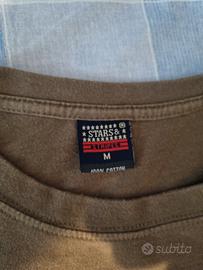 STARS&
STRIPES
®
M
100% COTTON
subito